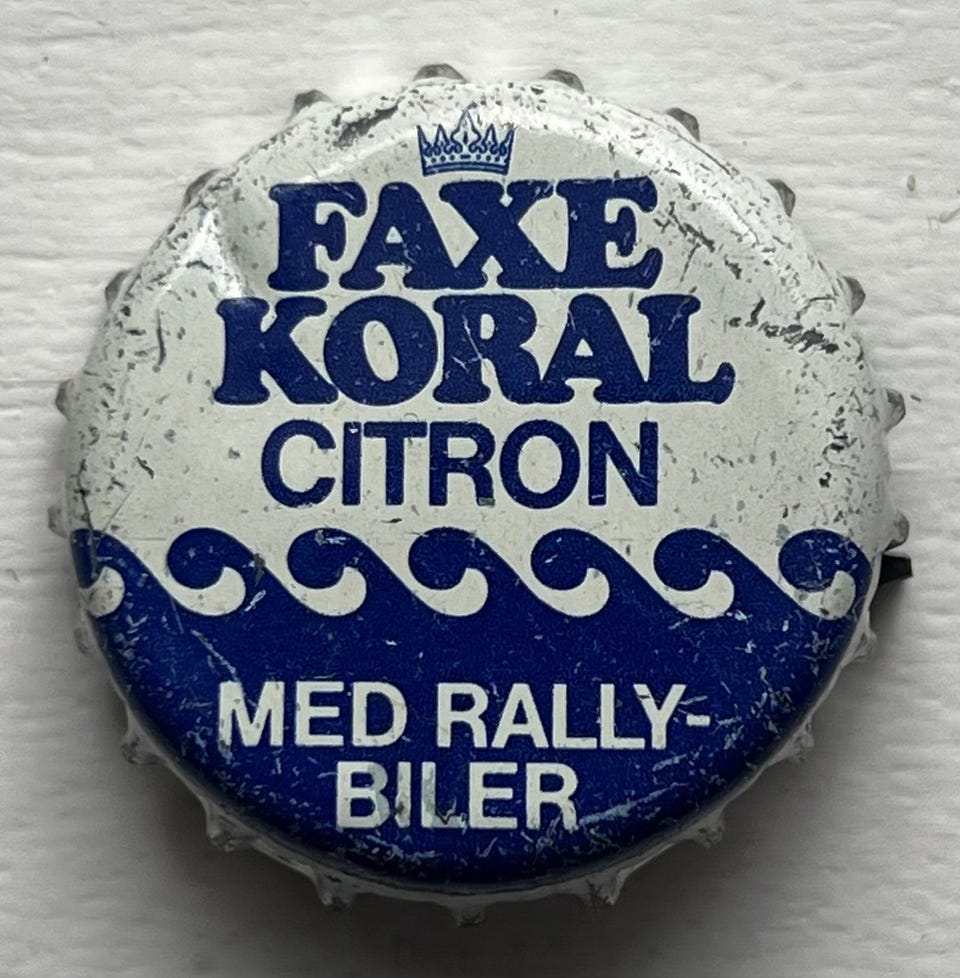 FAXE
KORAL
CITRON
MED RALLY-
BILER